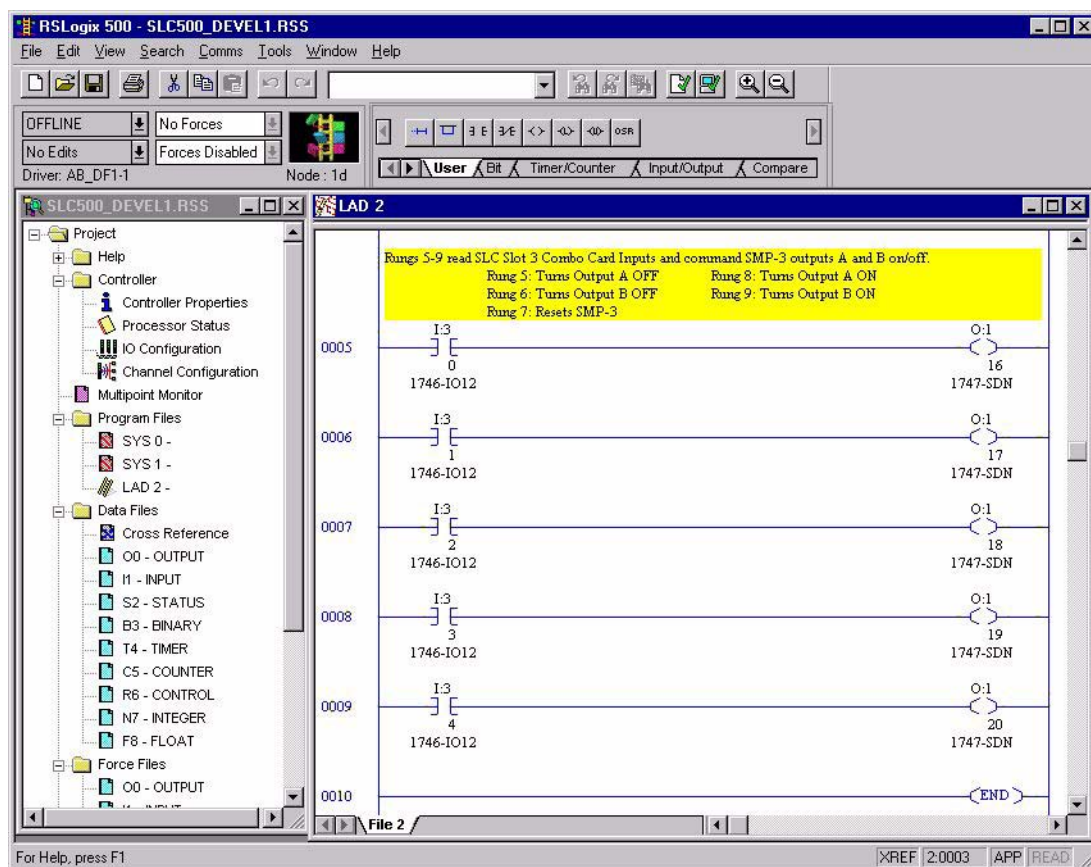 RSLogix 500 - SLC500_DEVEL1.RSS
File Edit View Search Comms Tools Window Help
OFFLINE No Forces
No Edits Forces Disabled
Driver: AB_DF1-1 Node : 1d
OSR
User Bit Timer/Counter Input/Output Compare
SLC500_DEVEL1.RSS
Project
Help
Controller
Controller Properties
Processor Status
IO Configuration
Channel Configuration
Multipoint Monitor
Program Files
SYS 0 -
SYS 1 -
LAD 2 -
Data Files
Cross Reference
O0 - OUTPUT
I1 - INPUT
S2 - STATUS
B3 - BINARY
T4 - TIMER
C5 - COUNTER
R6 - CONTROL
N7 - INTEGER
F8 - FLOAT
Force Files
O0 - OUTPUT
LAD 2
Rungs 5-9 read SLC Slot 3 Combo Card Inputs and command SMP-3 outputs A and B on/off.
Rung 5: Turns Output A OFF Rung 8: Turns Output A ON
Rung 6: Turns Output B OFF Rung 9: Turns Output B ON
Rung 7: Resets SMP-3
I:3 O:1
0005
0 16
1746-IO12 1747-SDN
I:3 O:1
0006
1 17
1746-IO12 1747-SDN
I:3 O:1
0007
2 18
1746-IO12 1747-SDN
I:3 O:1
0008
3 19
1746-IO12 1747-SDN
I:3 O:1
0009
4 20
1746-IO12 1747-SDN
0010 END
File 2
For Help, press F1 XREF 2:0003 APP READ